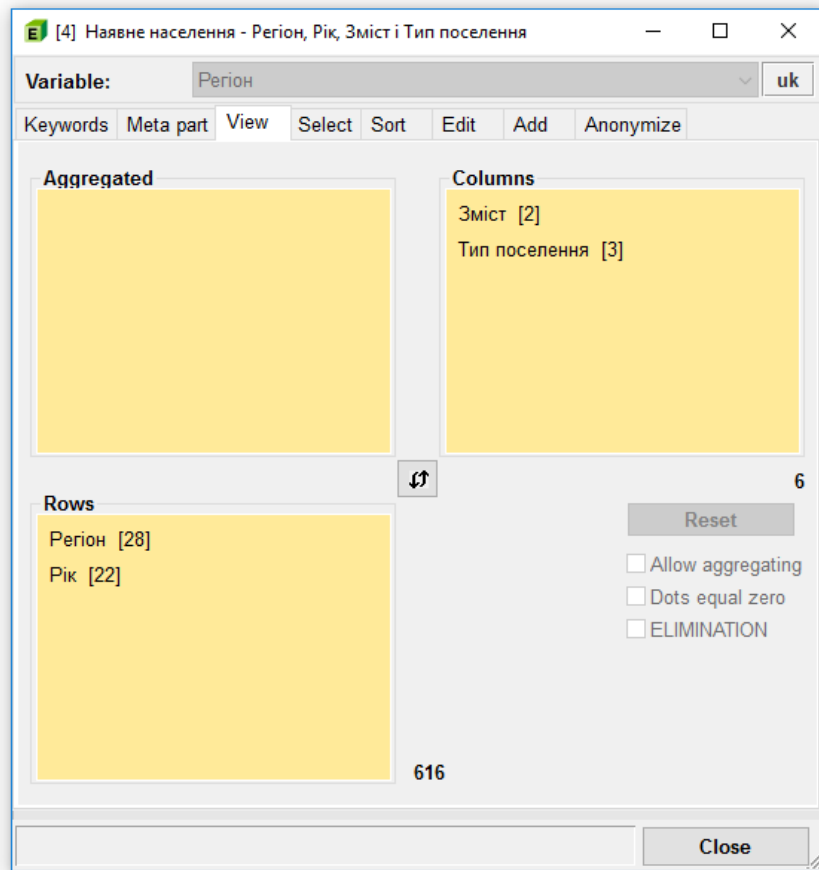 [4] Наявне населення - Регіон, Рік, Зміст і Тип поселення
Variable: Регіон uk
Keywords Meta part View Select Sort Edit Add Anonymize
Aggregated
Columns
Зміст [2]
Тип поселення [3]
6
Rows
Регіон [28]
Рік [22]
616
Reset
Allow aggregating
Dots equal zero
ELIMINATION
Close